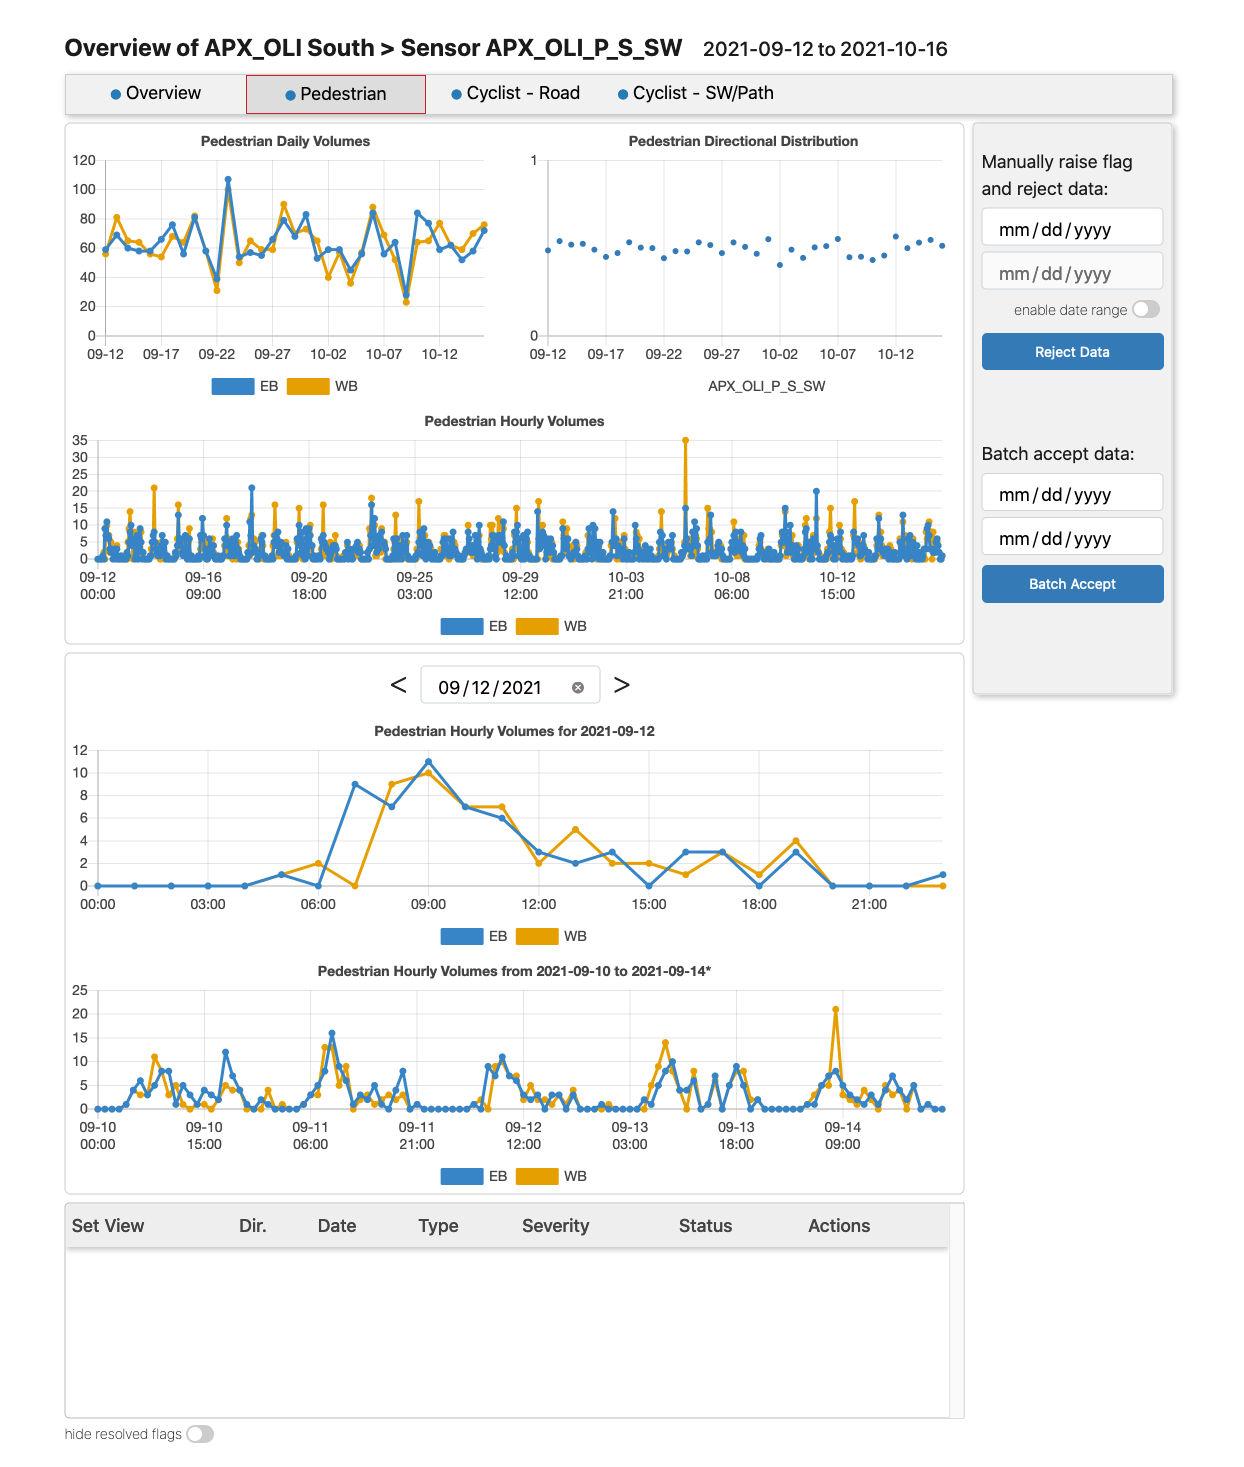 Overview of APX_OLI South > Sensor APX_OLI_P_S_SW 2021-09-12 to 2021-10-16
Overview Pedestrian Cyclist - Road Cyclist - SW/Path
Pedestrian Daily Volumes
120
100
80
60
40
20
0
09-12 09-17 09-22 09-27 10-02 10-07 10-12
EB WB
Pedestrian Directional Distribution
1
0
09-12 09-17 09-22 09-27 10-02 10-07 10-12
APX_OLI_P_S_SW
Pedestrian Hourly Volumes
35
30
25
20
15
10
5
0
09-12 09-16 09-20 09-25 09-29 10-03 10-08 10-12
00:00 09:00 18:00 03:00 12:00 21:00 06:00 15:00
EB WB
Manually raise flag
and reject data:
mm/dd/yyyy
mm/dd/yyyy
enable date range
Reject Data
Batch accept data:
mm/dd/yyyy
mm/dd/yyyy
Batch Accept
< 09/12/2021 >
Pedestrian Hourly Volumes for 2021-09-12
12
10
8
6
4
2
0
00:00 03:00 06:00 09:00 12:00 15:00 18:00 21:00
EB WB
Pedestrian Hourly Volumes from 2021-09-10 to 2021-09-14*
25
20
15
10
5
0
09-10 09-10 09-11 09-11 09-12 09-13 09-13 09-14
00:00 15:00 06:00 21:00 12:00 03:00 18:00 09:00
EB WB
Set View Dir. Date Type Severity Status Actions
hide resolved flags